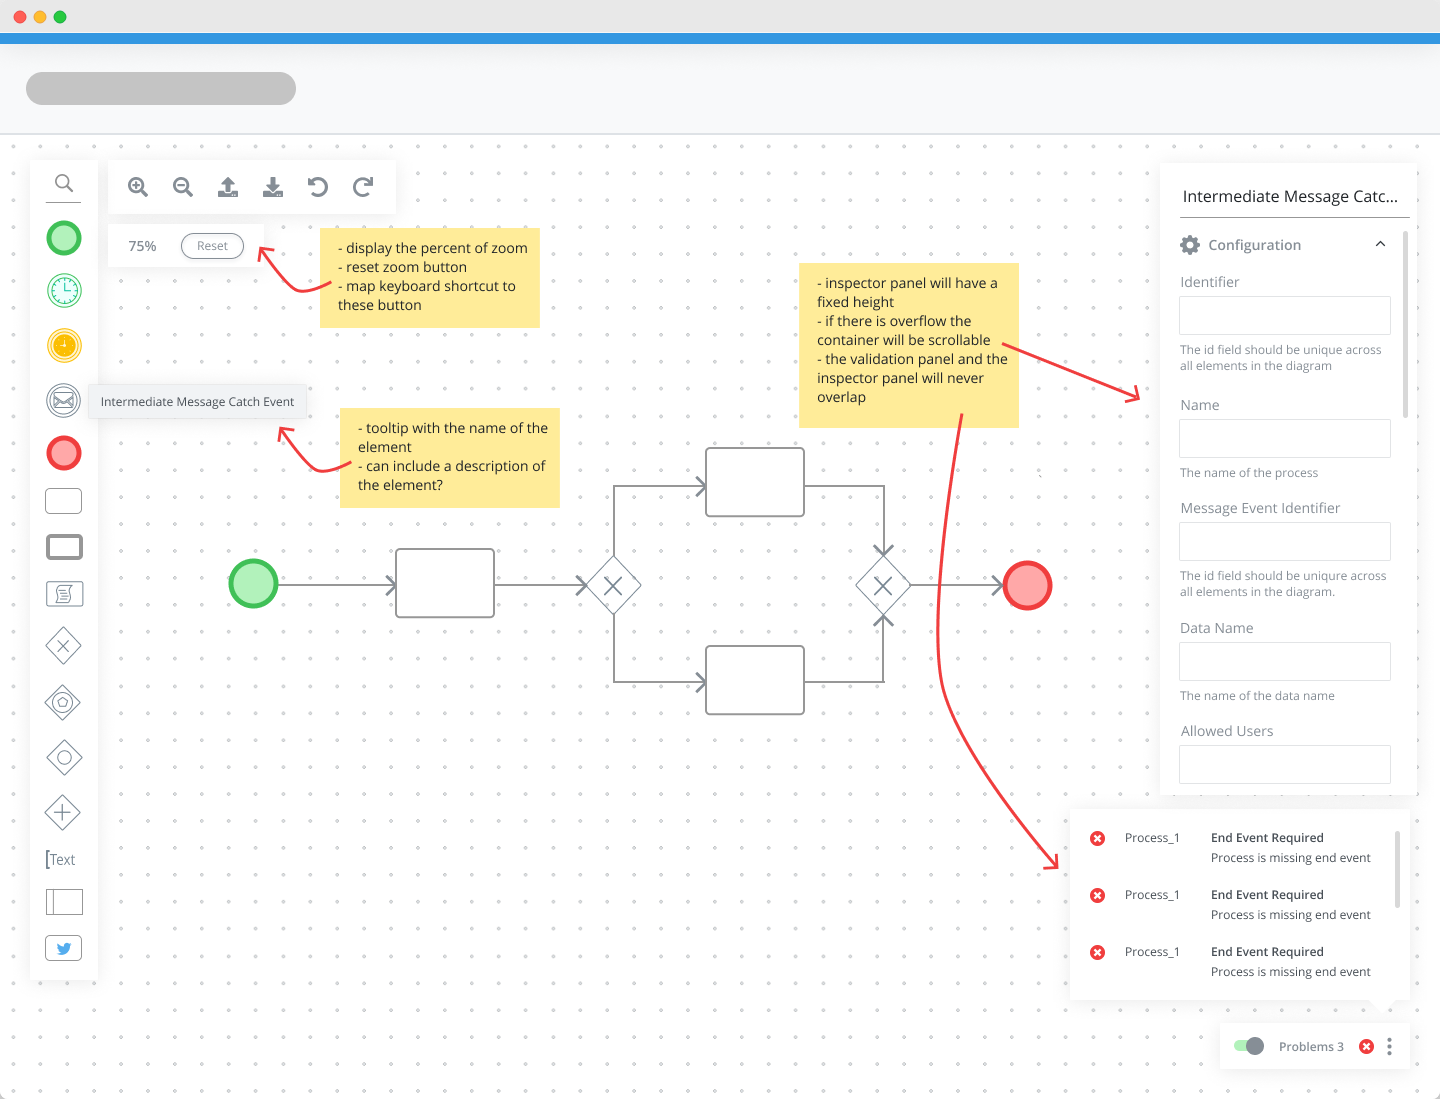 75%
Reset
- display the percent of zoom
- reset zoom button
- map keyboard shortcut to
these button
Intermediate Message Catch Event
- tooltip with the name of the
element
- can include a description of
the element?
[Text
- inspector panel will have a
fixed height
- if there is overflow the
container will be scrollable
- the validation panel and the
inspector panel will never
overlap
Intermediate Message Catc...
Configuration
Identifier
The id field should be unique across
all elements in the diagram
Name
The name of the process
Message Event Identifier
The id field should be uniqure across
all elements in the diagram.
Data Name
The name of the data name
Allowed Users
Process_1 End Event Required
Process is missing end event
Process_1 End Event Required
Process is missing end event
Process_1 End Event Required
Process is missing end event
Problems 3